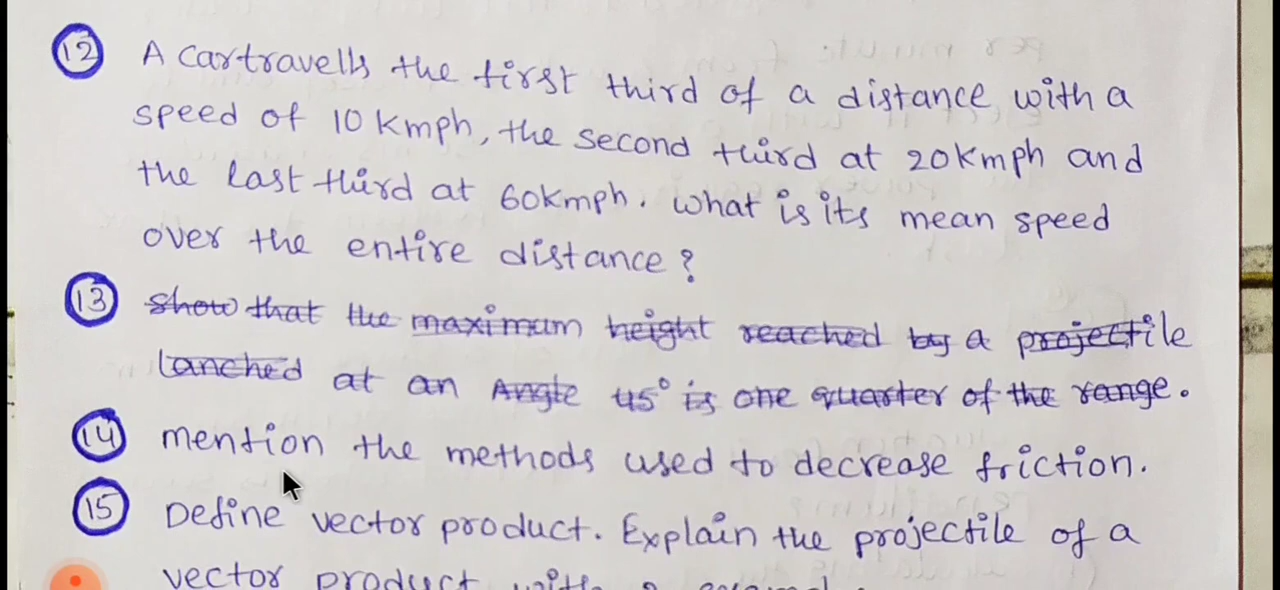 12 A car travells the first third of a distance with a
speed of 10 kmph, the second third at 20kmph and
the last third at 60kmph. What is its mean speed
over the entire distance?
13 show that the maximum height reached by a projectile
lanched at an Angle 45° is one quarter of the range.
14 mention the methods used to decrease friction.
15 Define vector product. Explain the projectile of a
vector product with